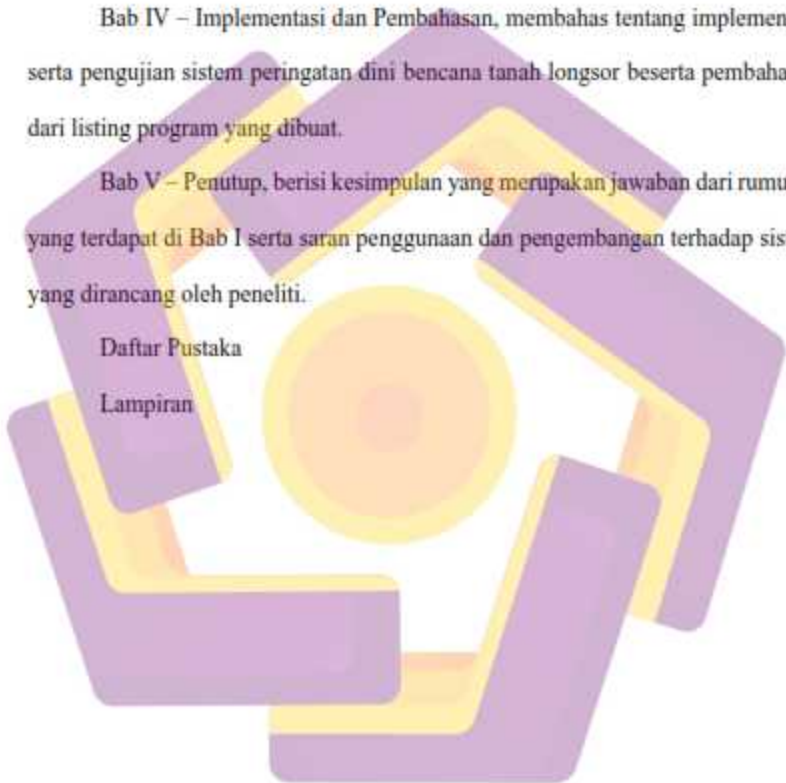 Bab IV – Implementasi dan Pembahasan, membahas tentang implemen
serta pengujian sistem peringatan dini bencana tanah longsor beserta pembaha
dari listing program yang dibuat.
Bab V – Penutup, berisi kesimpulan yang merupakan jawaban dari rumu
yang terdapat di Bab I serta saran penggunaan dan pengembangan terhadap sis
yang dirancang oleh peneliti.
Daftar Pustaka
Lampiran